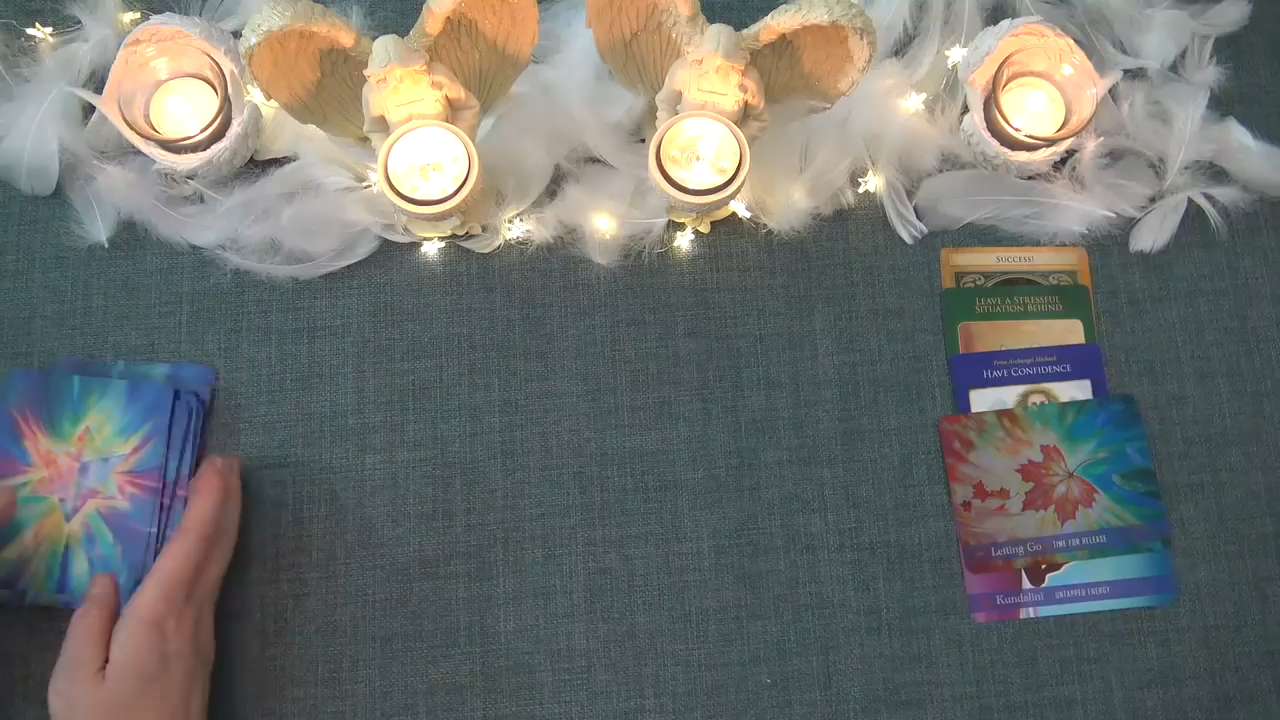 SUCCESS!
LEAVE A STRESSFUL
SITUATION BEHIND
From Archangel Michael
HAVE CONFIDENCE
Letting Go TIME FOR RELEASE
Kundalini UNTAPPED ENERGY